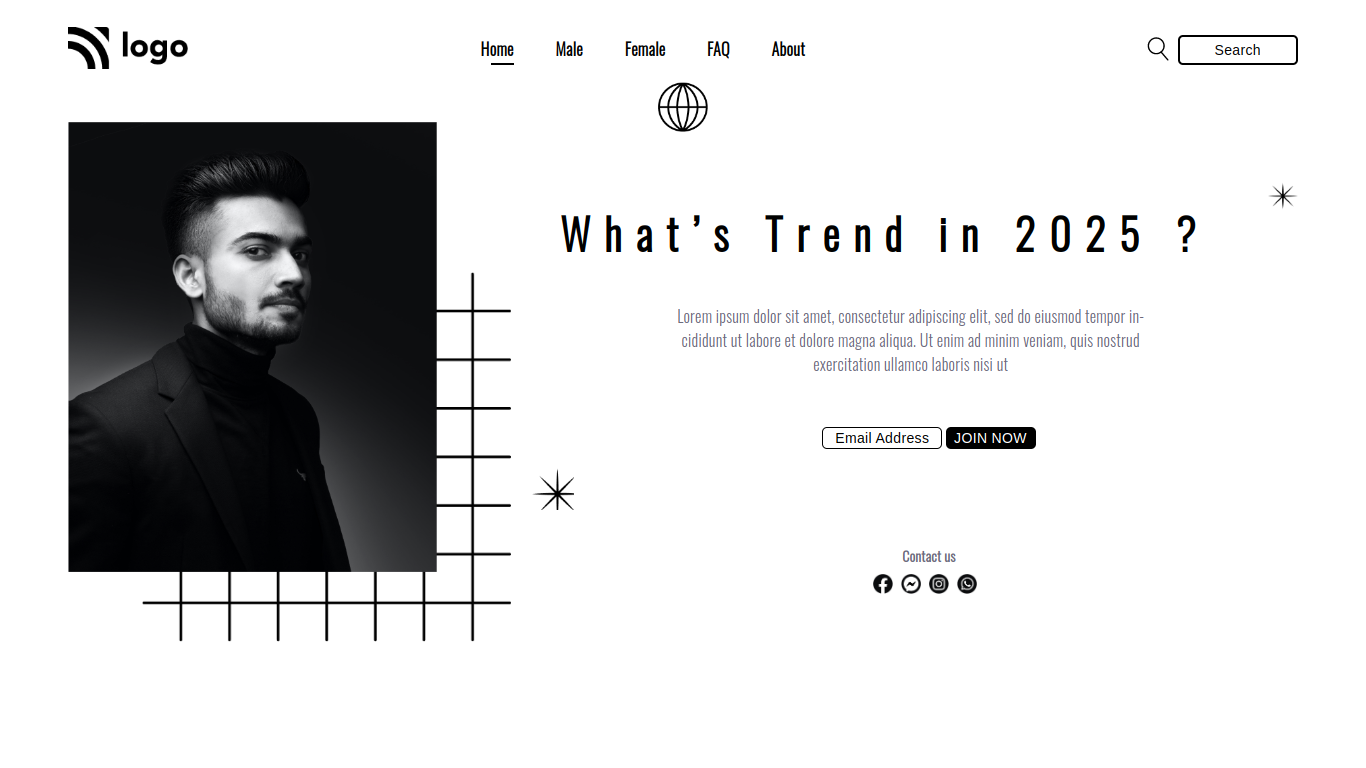 logo
Home Male Female FAQ About
Search
What’s Trend in 2025 ?
Lorem ipsum dolor sit amet, consectetur adipiscing elit, sed do eiusmod tempor in-
cididunt ut labore et dolore magna aliqua. Ut enim ad minim veniam, quis nostrud
exercitation ullamco laboris nisi ut
Email Address JOIN NOW
Contact us